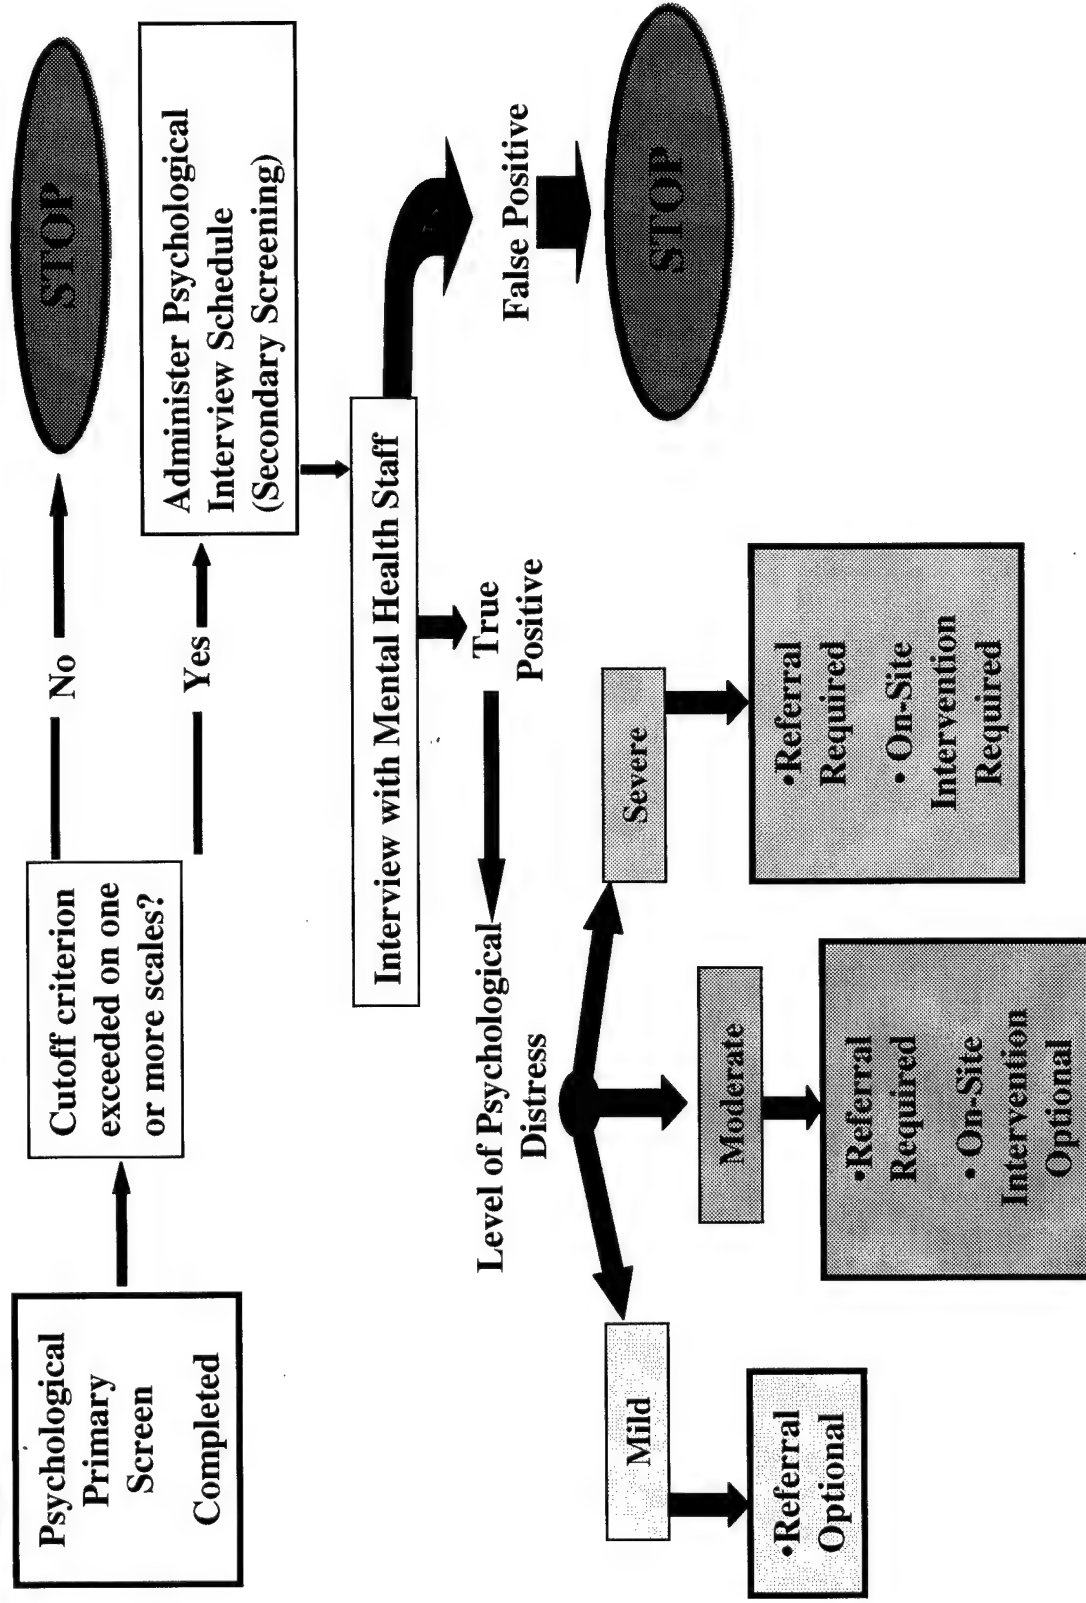 Psychological
Primary
Screen
Completed
Cutoff criterion
exceeded on one
or more scales?
No
STOP
Yes
Administer Psychological
Interview Schedule
(Secondary Screening)
Interview with Mental Health Staff
True
Positive
False Positive
STOP
Level of Psychological
Distress
Mild
•Referral
Optional
Moderate
•Referral
Required
• On-Site
Intervention
Optional
Severe
•Referral
Required
• On-Site
Intervention
Required